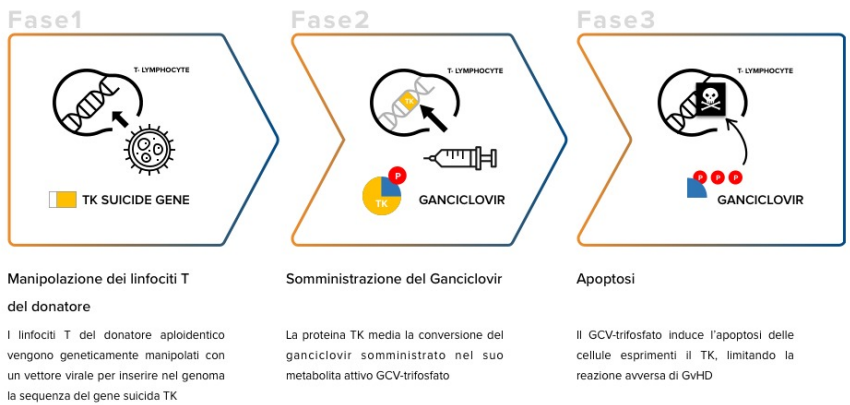 Fase1
T- LYMPHOCYTE
TK SUICIDE GENE
Manipolazione dei linfociti T
del donatore
I linfociti T del donatore aploidentico
vengono geneticamente manipolati con
un vettore virale per inserire nel genoma
la sequenza del gene suicida TK
Fase2
T- LYMPHOCYTE
TK
P
TK
GANCICLOVIR
Somministrazione del Ganciclovir
La proteina TK media la conversione del
ganciclovir somministrato nel suo
metabolita attivo GCV-trifosfato
Fase3
T- LYMPHOCYTE
P P P
GANCICLOVIR
Apoptosi
Il GCV-trifosfato induce l'apoptosi delle
cellule esprimenti il TK, limitando la
reazione avversa di GvHD